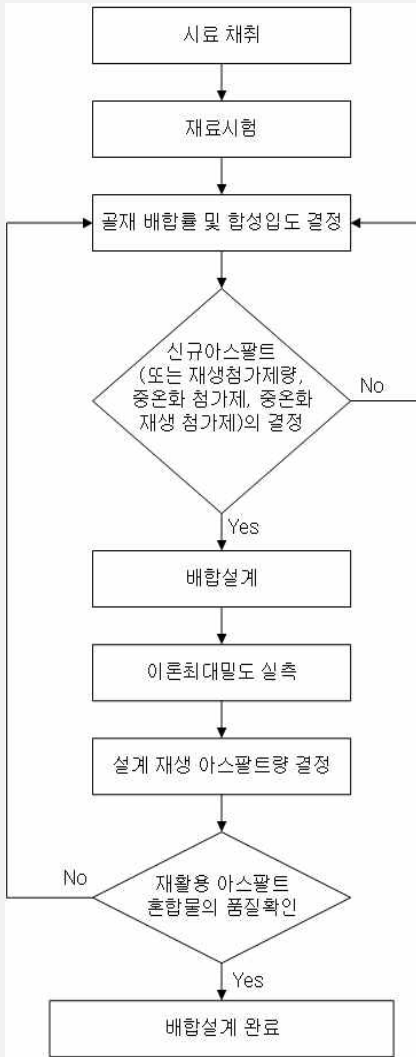 시료 채취
재료시험
골재 배합률 및 합성입도 결정
신규아스팔트
(또는 재생첨가제량,
중온화 첨가제, 중온화
재생 첨가제)의 결정
No
Yes
배합설계
이론최대밀도 실측
설계 재생 아스팔트량 결정
No
재활용 아스팔트
혼합물의 품질확인
Yes
배합설계 완료